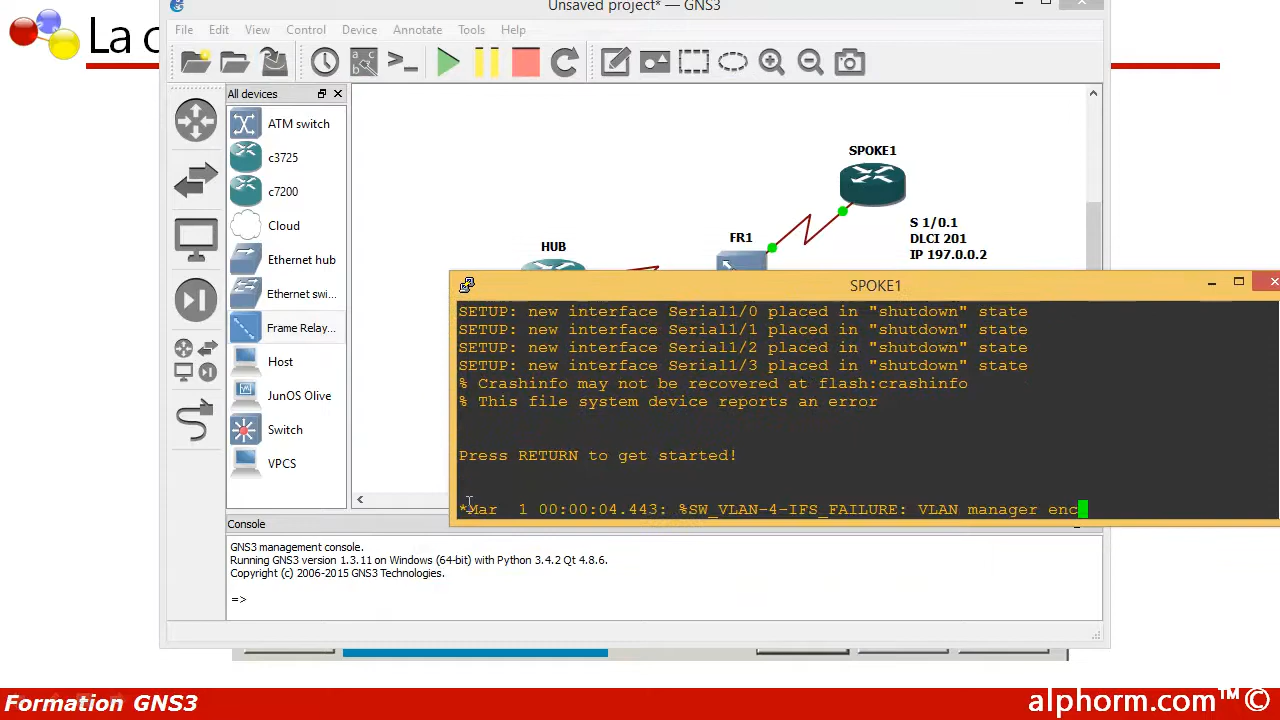 La c
Unsaved project* — GNS3
File Edit View Control Device Annotate Tools Help
All devices
ATM switch
c3725
c7200
Cloud
Ethernet hub
Ethernet swi...
Frame Relay...
Host
JunOS Olive
Switch
VPCS
SPOKE1
S 1/0.1
DLCI 201
IP 197.0.0.2
FR1
HUB
SPOKE1
SETUP: new interface Serial1/0 placed in "shutdown" state
SETUP: new interface Serial1/1 placed in "shutdown" state
SETUP: new interface Serial1/2 placed in "shutdown" state
SETUP: new interface Serial1/3 placed in "shutdown" state
% Crashinfo may not be recovered at flash:crashinfo
% This file system device reports an error
Press RETURN to get started!
*Mar  1 00:00:04.443: %SW_VLAN-4-IFS_FAILURE: VLAN manager enc
Console
GNS3 management console.
Running GNS3 version 1.3.11 on Windows (64-bit) with Python 3.4.2 Qt 4.8.6.
Copyright (c) 2006-2015 GNS3 Technologies.
=>
Formation GNS3
alphorm.com™©